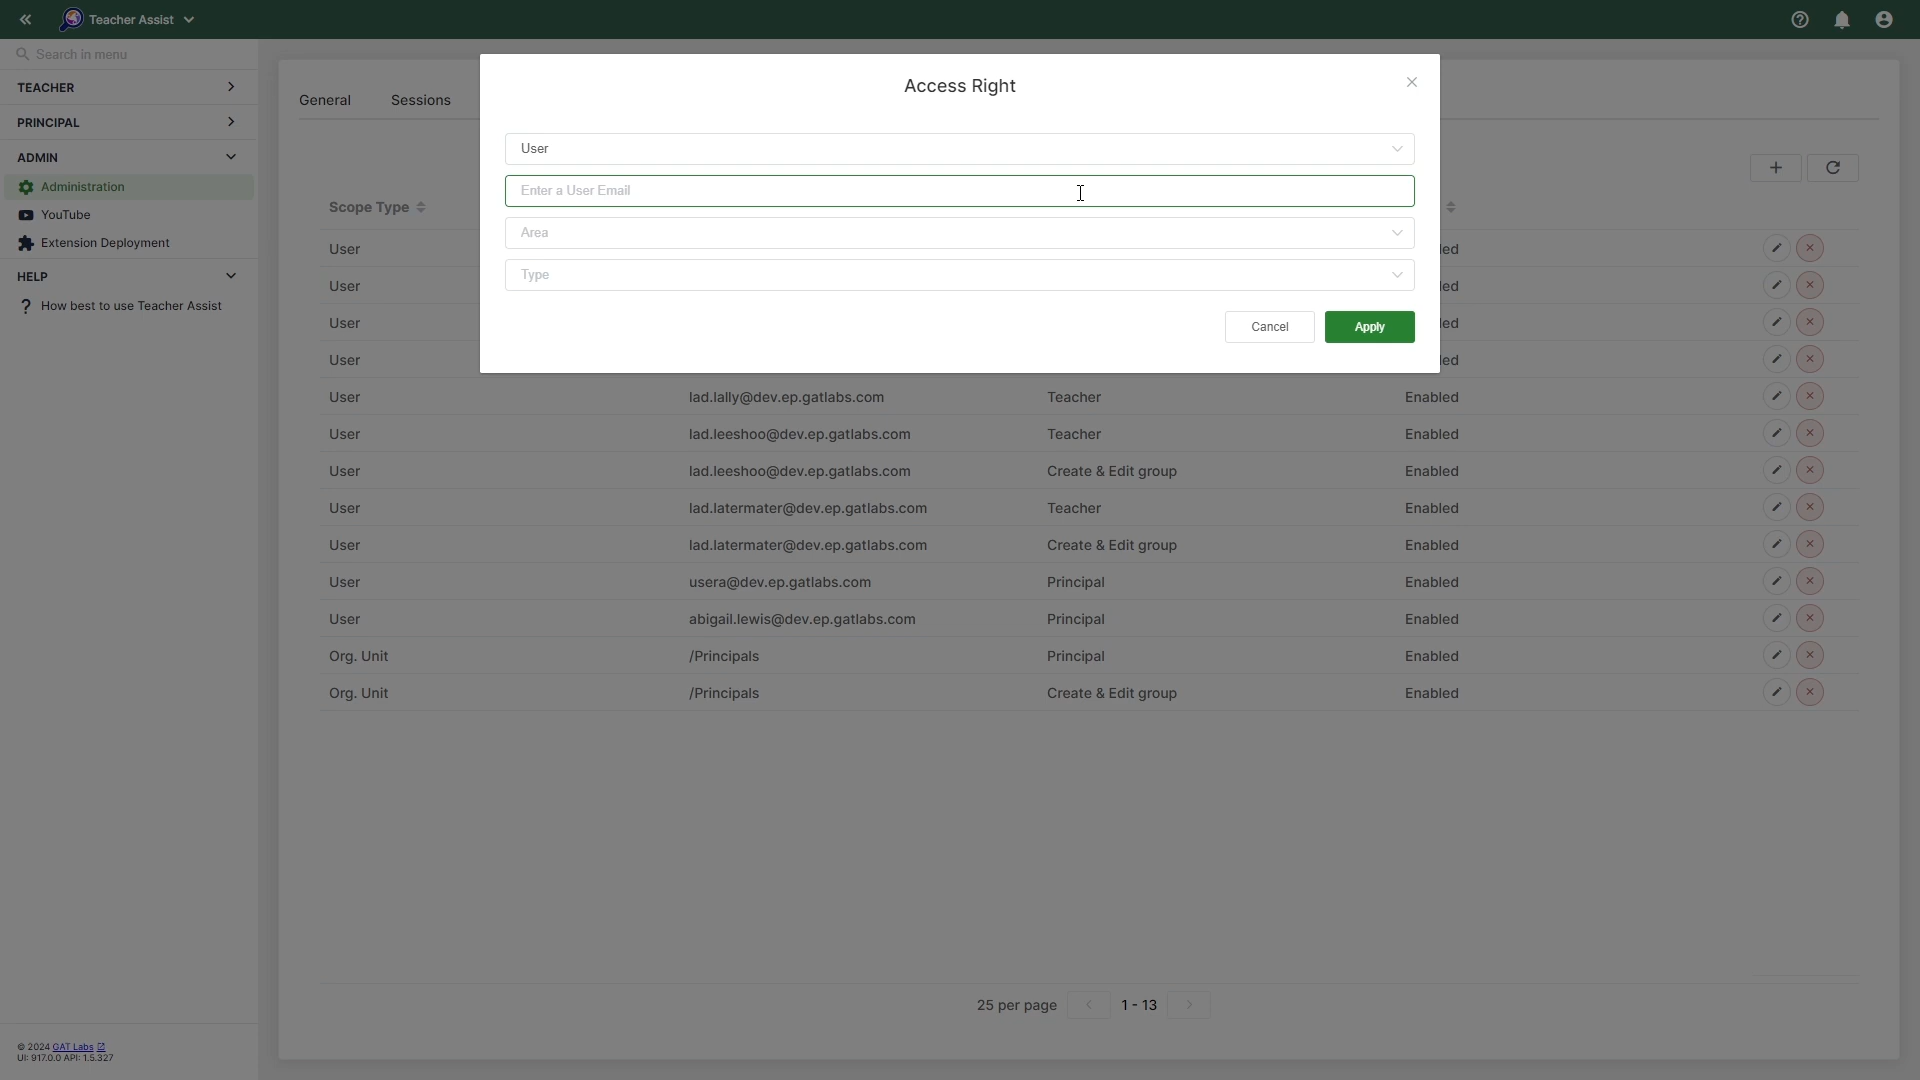 Teacher Assist
Search in menu
TEACHER
PRINCIPAL
ADMIN
Administration
YouTube
Extension Deployment
HELP
? How best to use Teacher Assist
© 2024 GAT Labs
UI: 917.0.0 API: 1.5.327
General Sessions
Access Right
User
Enter a User Email
Area
Type
Cancel Apply
Scope Type
User
User
User
User
User lad.lally@dev.ep.gatlabs.com Teacher Enabled
User lad.leeshoo@dev.ep.gatlabs.com Teacher Enabled
User lad.leeshoo@dev.ep.gatlabs.com Create & Edit group Enabled
User lad.latermater@dev.ep.gatlabs.com Teacher Enabled
User lad.latermater@dev.ep.gatlabs.com Create & Edit group Enabled
User usera@dev.ep.gatlabs.com Principal Enabled
User abigail.lewis@dev.ep.gatlabs.com Principal Enabled
Org. Unit /Principals Principal Enabled
Org. Unit /Principals Create & Edit group Enabled
25 per page 1 - 13